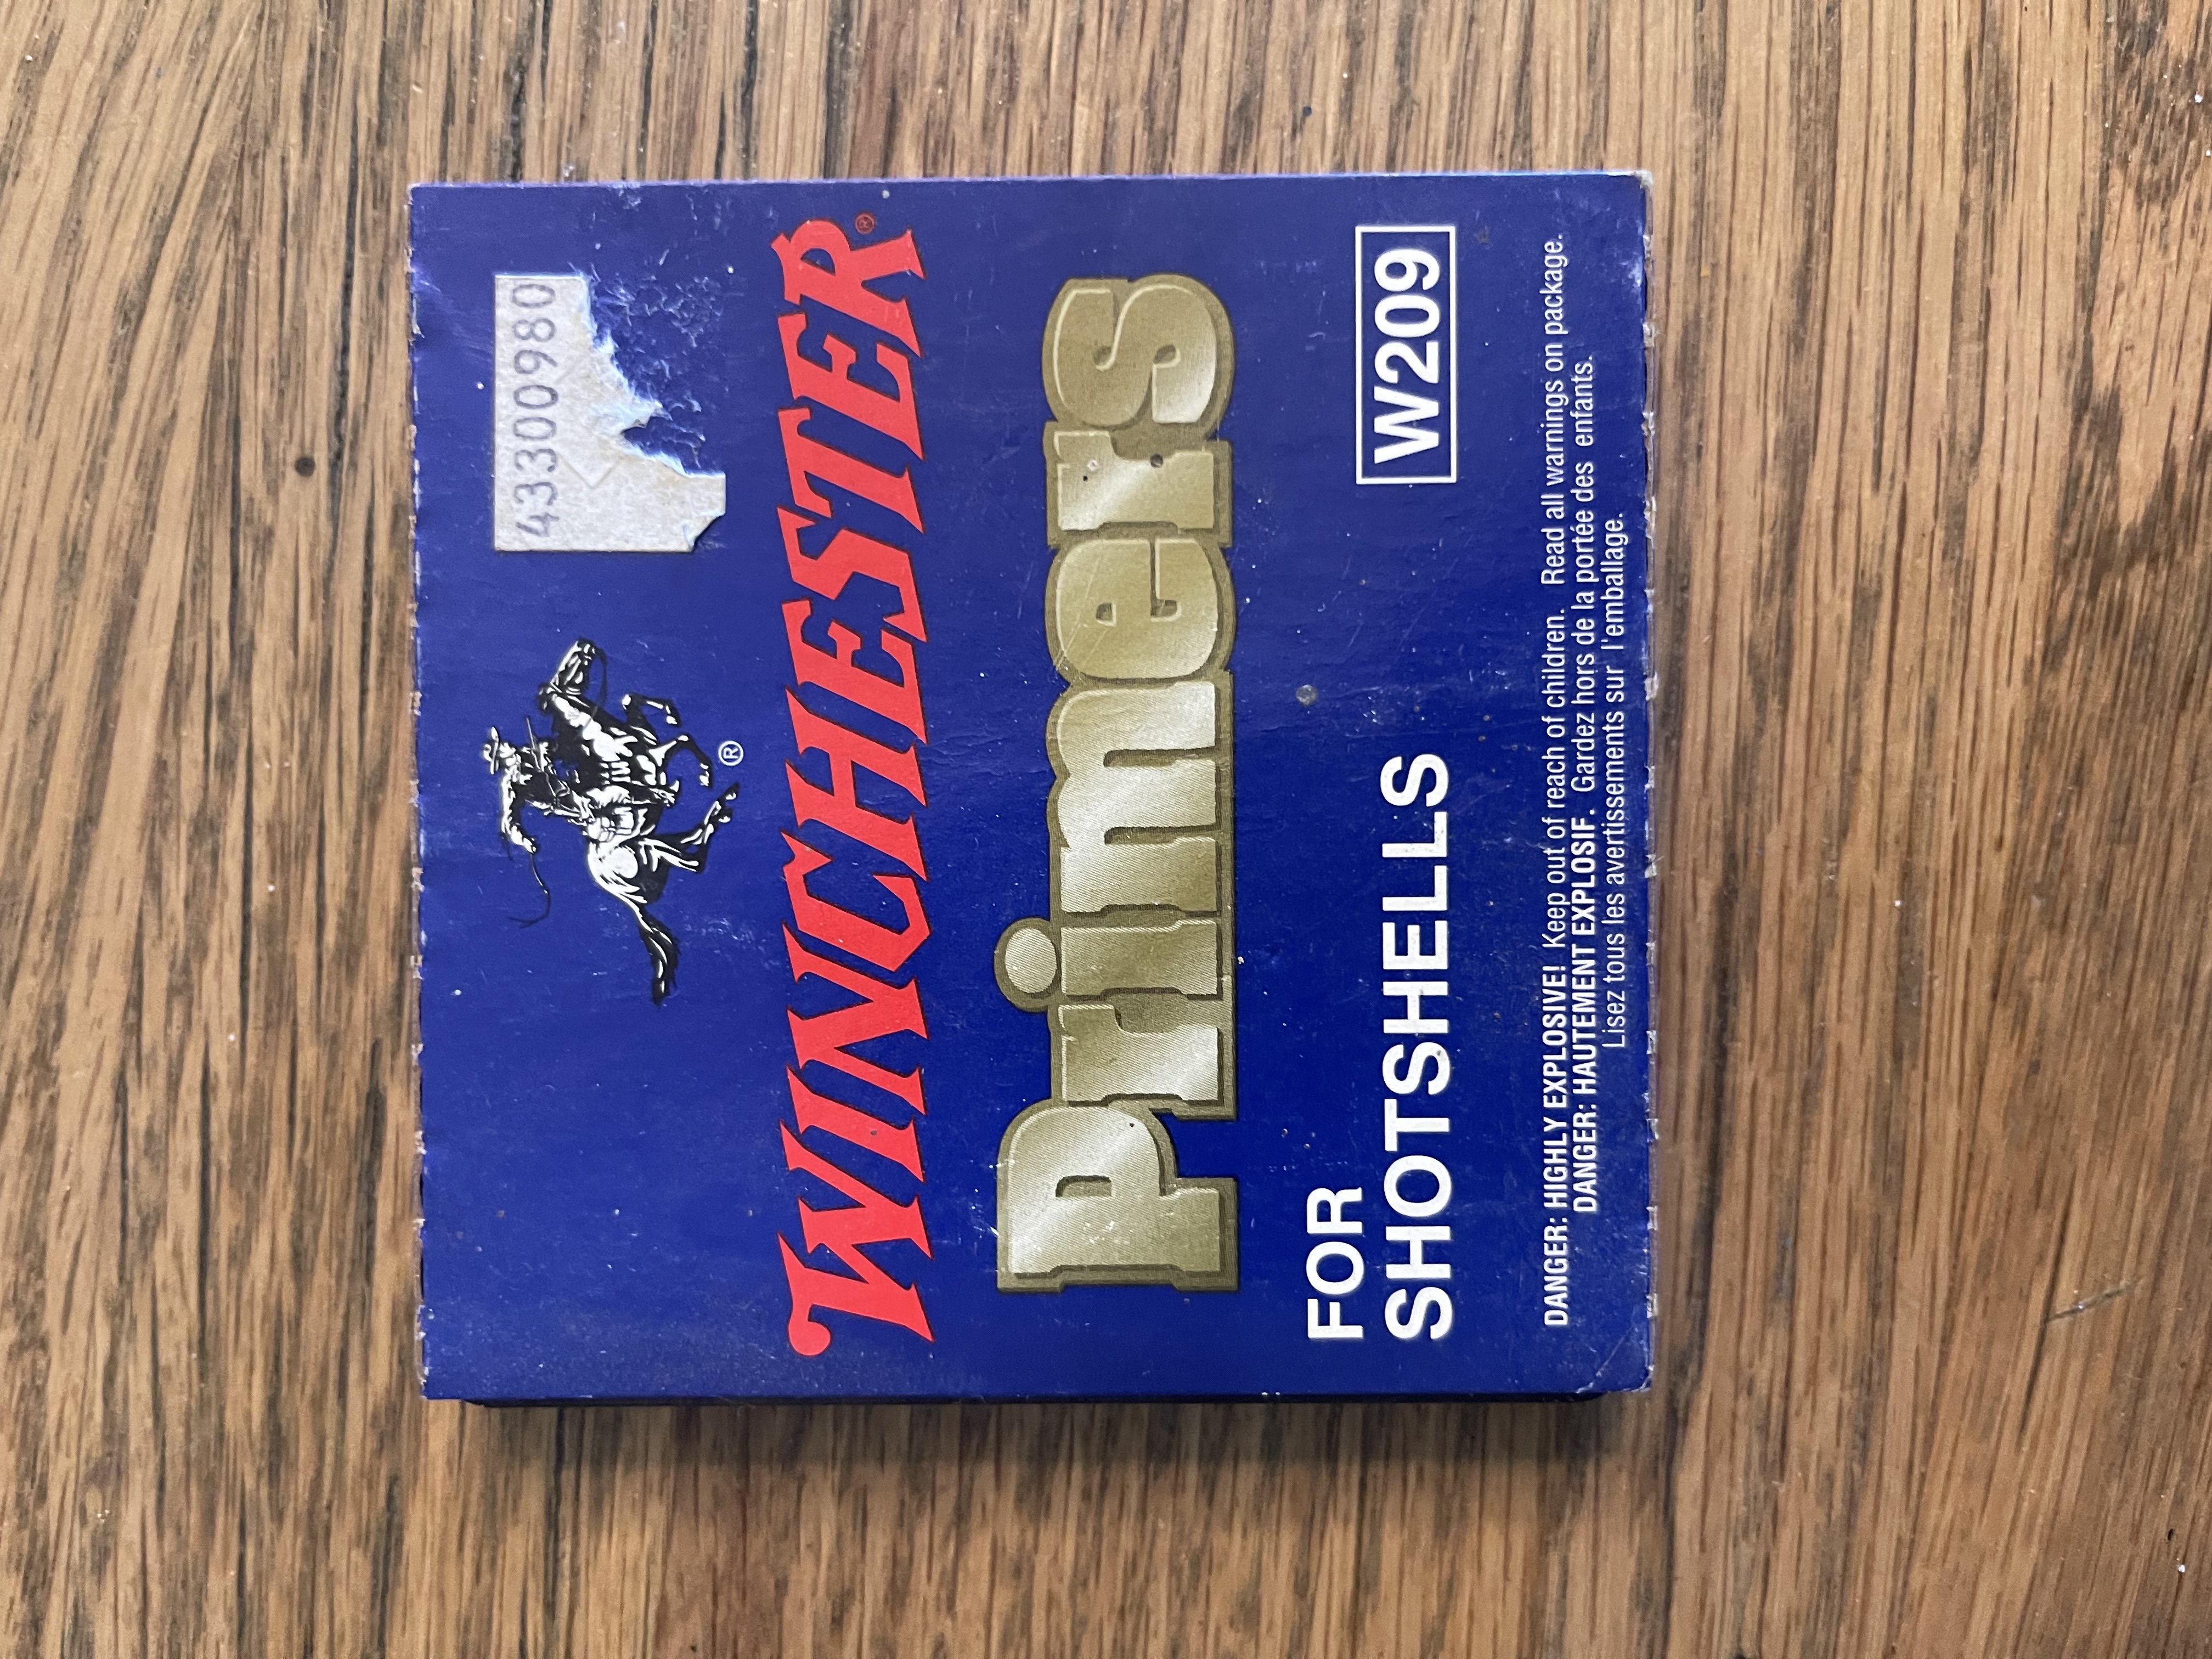 433300980
®
WINCHESTER®
Primers
FOR
SHOTSHELLS
W209
DANGER: HIGHLY EXPLOSIVE! Keep out of reach of children. Read all warnings on package.
DANGER: HAUTEMENT EXPLOSIF. Gardez hors de la portée des enfants.
Lisez tous les avertissements sur l'emballage.